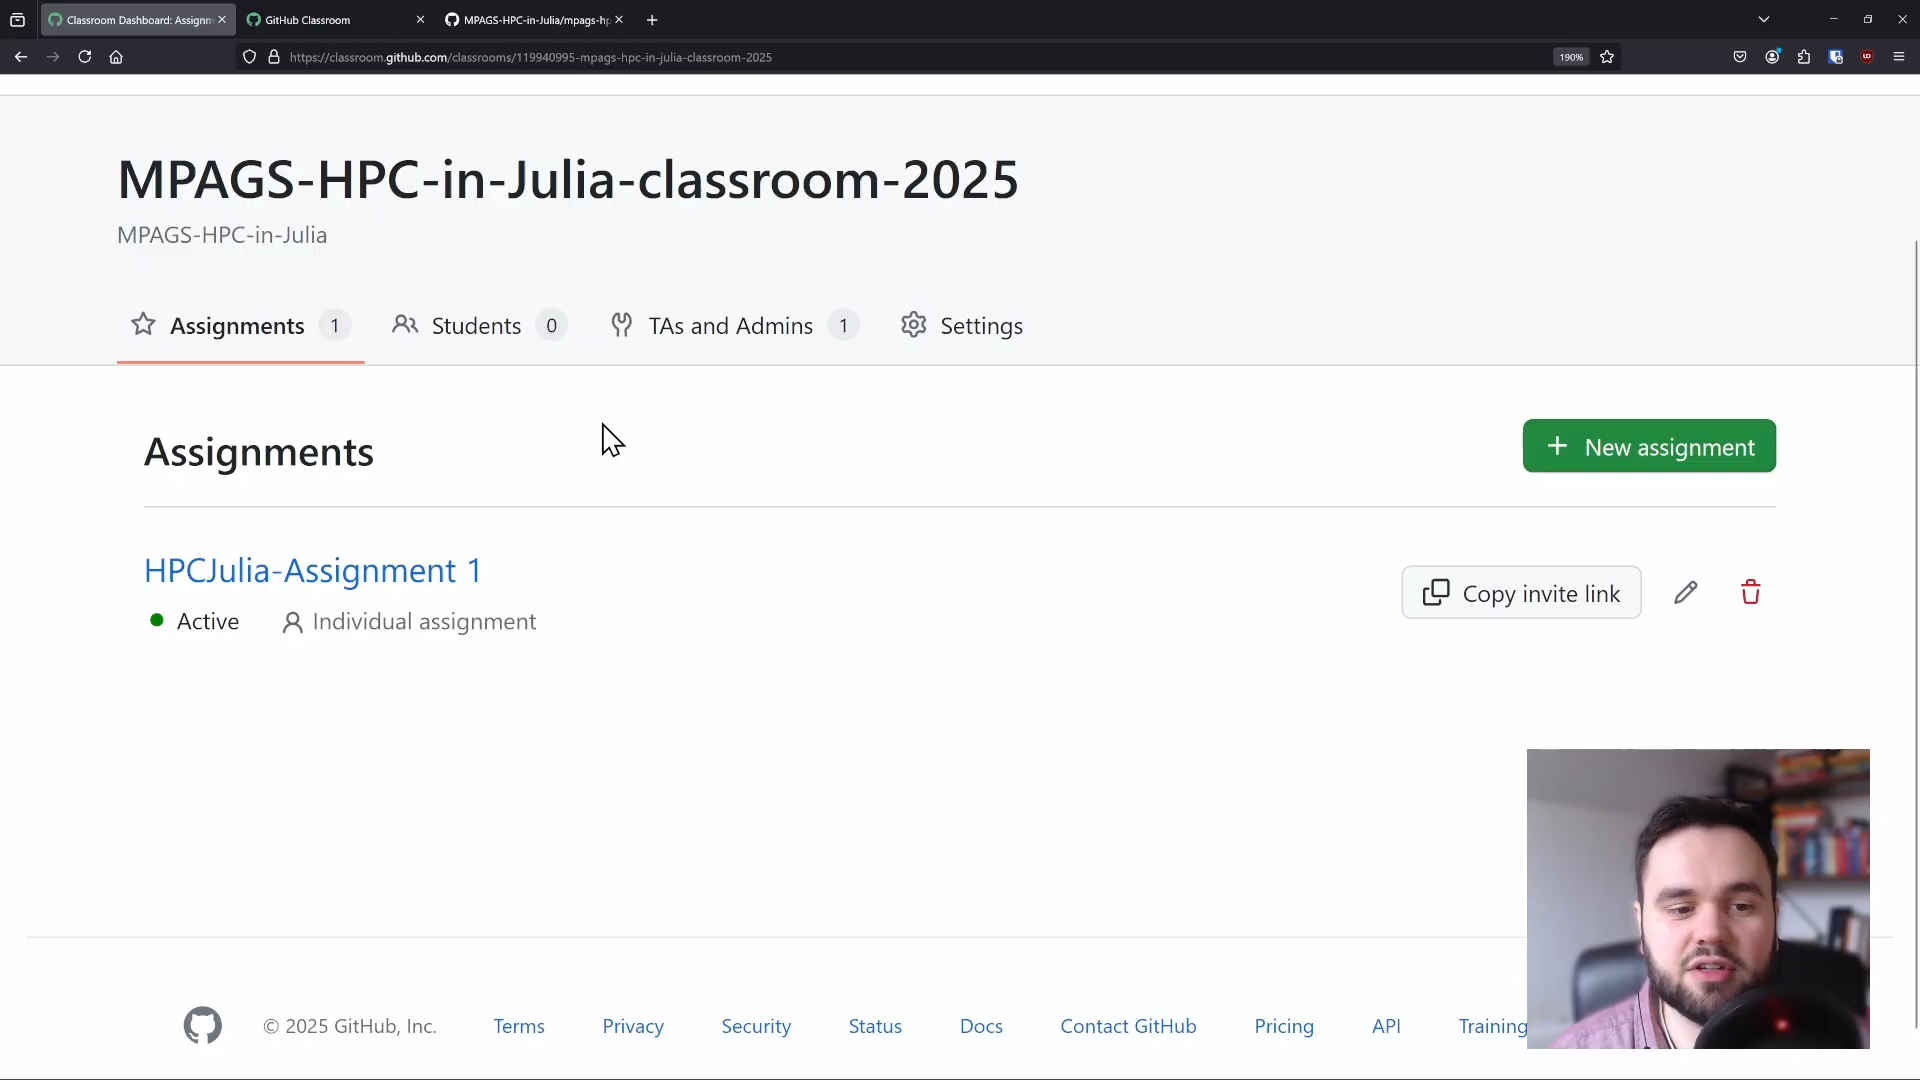 Classroom Dashboard: Assignm
GitHub Classroom
MPAGS-HPC-in-Julia/mpags-hp
https://classroom.github.com/classrooms/119940995-mpags-hpc-in-julia-classroom-2025
190%
MPAGS-HPC-in-Julia-classroom-2025
MPAGS-HPC-in-Julia
Assignments 1
Students 0
TAs and Admins 1
Settings
Assignments
New assignment
HPCJulia-Assignment 1
Copy invite link
Active
Individual assignment
© 2025 GitHub, Inc.
Terms
Privacy
Security
Status
Docs
Contact GitHub
Pricing
API
Training